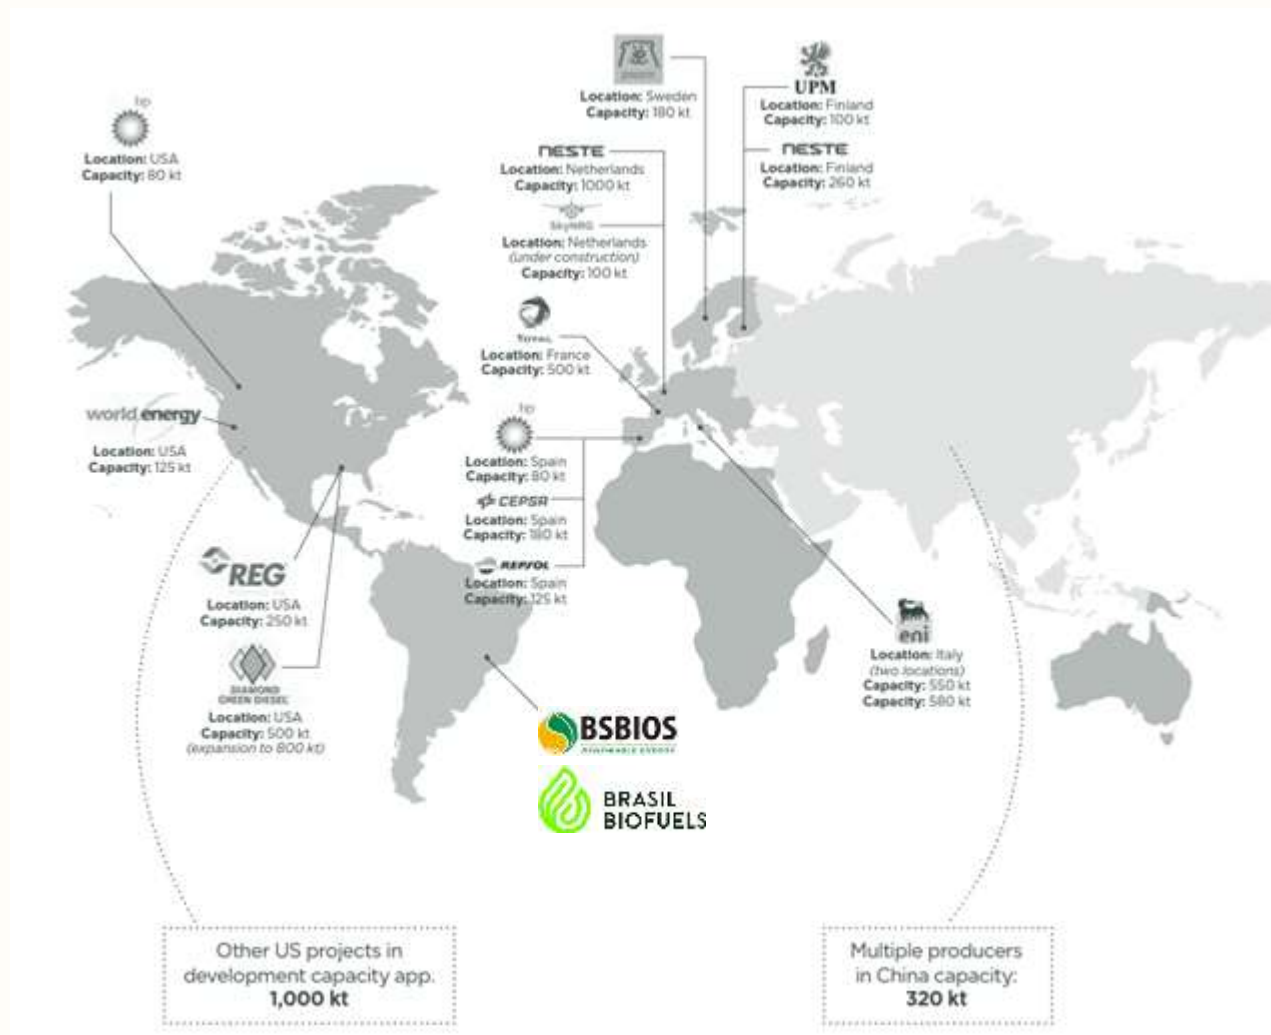 bp
Location: USA
Capacity: 80 kt
world energy
Location: USA
Capacity: 125 kt
REG
Location: USA
Capacity: 250 kt
DIAMOND
GREEN DIESEL
Location: USA
Capacity: 500 kt
(expansion to 800 kt)
Location: Sweden
Capacity: 180 kt
UPM
Location: Finland
Capacity: 100 kt
NESTE
Location: Finland
Capacity: 260 kt
NESTE
Location: Netherlands
Capacity: 1000 kt
SkyNRG
Location: Netherlands
(under construction)
Capacity: 100 kt
TOTAL
Location: France
Capacity: 500 kt
bp
Location: Spain
Capacity: 80 kt
CEPSA
Location: Spain
Capacity: 180 kt
REPSOL
Location: Spain
Capacity: 125 kt
eni
Location: Italy
(two locations)
Capacity: 550 kt
Capacity: 580 kt
BSBIOS
RENEWABLE ENERGY
BRASIL
BIOFUELS
Other US projects in
development capacity app.
1,000 kt
Multiple producers
in China capacity:
320 kt